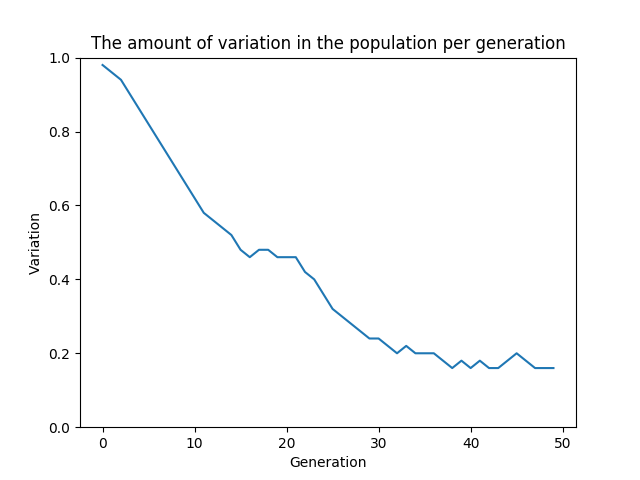 The amount of variation in the population per generation
1.0
0.8
0.6
0.4
0.2
0.0
Variation
0 10 20 30 40 50
Generation